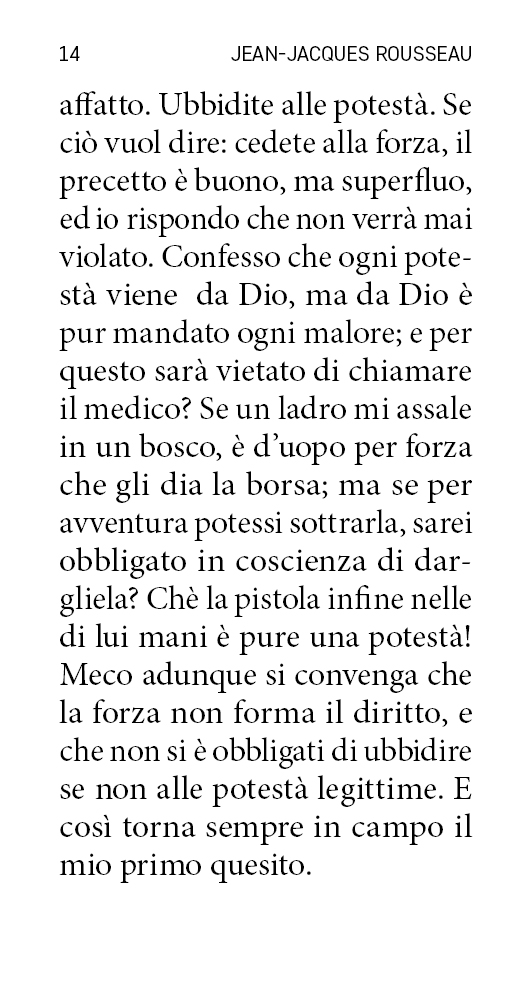 14 JEAN-JACQUES ROUSSEAU
affatto. Ubbidite alle potestà. Se
ciò vuol dire: cedete alla forza, il
precetto è buono, ma superfluo,
ed io rispondo che non verrà mai
violato. Confesso che ogni pote-
stà viene  da Dio, ma da Dio è
pur mandato ogni malore; e per
questo sarà vietato di chiamare
il medico? Se un ladro mi assale
in un bosco, è d’uopo per forza
che gli dia la borsa; ma se per
avventura potessi sottrarla, sarei
obbligato in coscienza di dar-
gliela? Chè la pistola infine nelle
di lui mani è pure una potestà!
Meco adunque si convenga che
la forza non forma il diritto, e
che non si è obbligati di ubbidire
se non alle potestà legittime. E
così torna sempre in campo il
mio primo quesito.